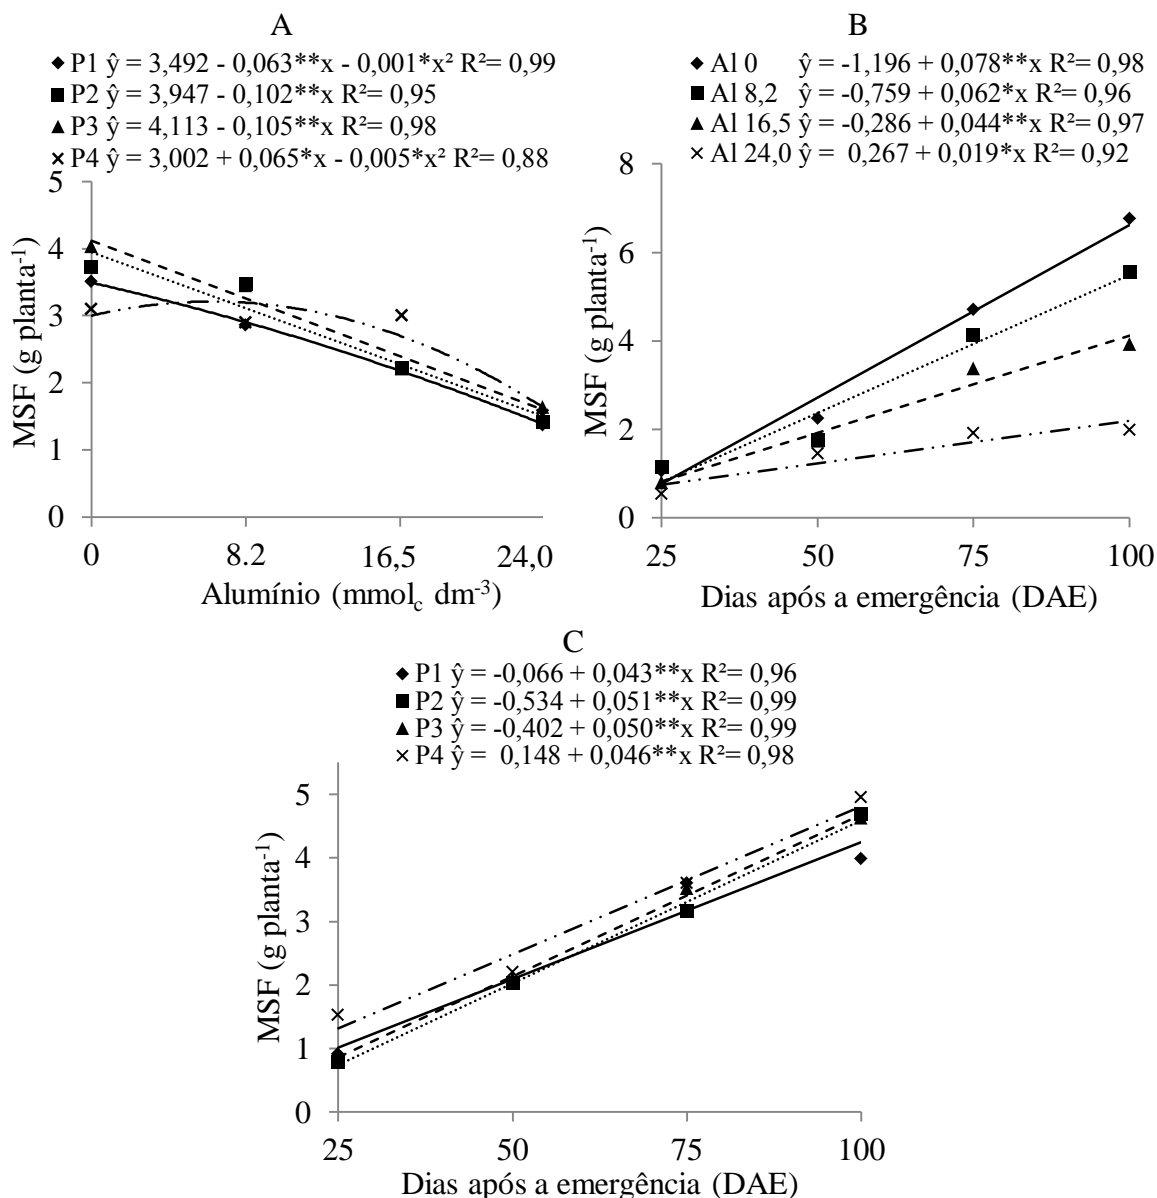 A
P1 ŷ = 3,492 - 0,063**x - 0,001*x² R²= 0,99
P2 ŷ = 3,947 - 0,102**x R²= 0,95
P3 ŷ = 4,113 - 0,105**x R²= 0,98
P4 ŷ = 3,002 + 0,065*x - 0,005*x² R²= 0,88
5
4
3
2
1
0
MSF (g planta⁻¹)
0 8.2 16,5 24,0
Alumínio (mmol_c dm⁻³)
B
Al 0 ŷ = -1,196 + 0,078**x R²= 0,98
Al 8,2 ŷ = -0,759 + 0,062*x R²= 0,96
Al 16,5 ŷ = -0,286 + 0,044**x R²= 0,97
Al 24,0 ŷ = 0,267 + 0,019*x R²= 0,92
8
6
4
2
0
MSF (g planta⁻¹)
25 50 75 100
Dias após a emergência (DAE)
C
P1 ŷ = -0,066 + 0,043**x R²= 0,96
P2 ŷ = -0,534 + 0,051**x R²= 0,99
P3 ŷ = -0,402 + 0,050**x R²= 0,99
P4 ŷ = 0,148 + 0,046**x R²= 0,98
5
4
3
2
1
0
MSF (g planta⁻¹)
25 50 75 100
Dias após a emergência (DAE)